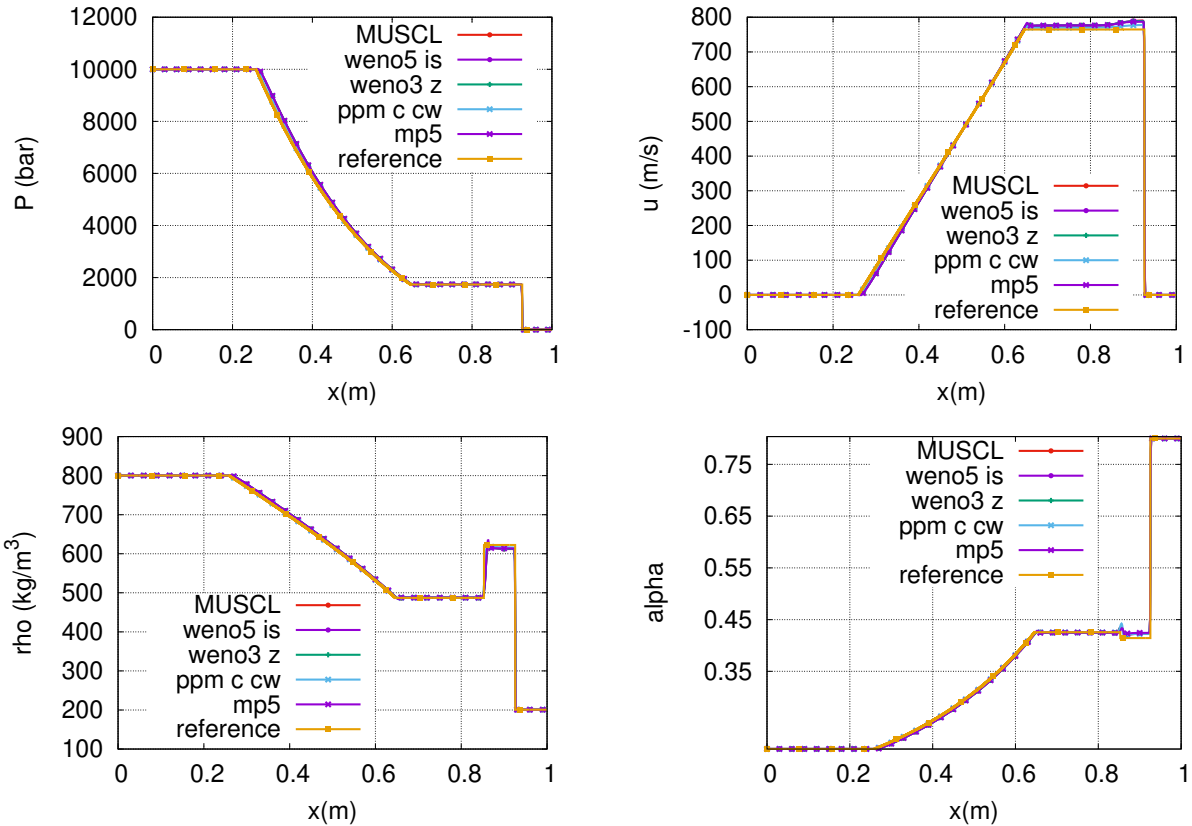 12000
10000
8000
6000
4000
2000
0
P (bar)
0 0.2 0.4 0.6 0.8 1
x(m)
MUSCL
weno5 is
weno3 z
ppm c cw
mp5
reference
800
700
600
500
400
300
200
100
0
-100
u (m/s)
0 0.2 0.4 0.6 0.8 1
x(m)
MUSCL
weno5 is
weno3 z
ppm c cw
mp5
reference
900
800
700
600
500
400
300
200
100
rho (kg/m³)
0 0.2 0.4 0.6 0.8 1
x(m)
MUSCL
weno5 is
weno3 z
ppm c cw
mp5
reference
0.75
0.65
0.55
0.45
0.35
alpha
0 0.2 0.4 0.6 0.8 1
x(m)
MUSCL
weno5 is
weno3 z
ppm c cw
mp5
reference